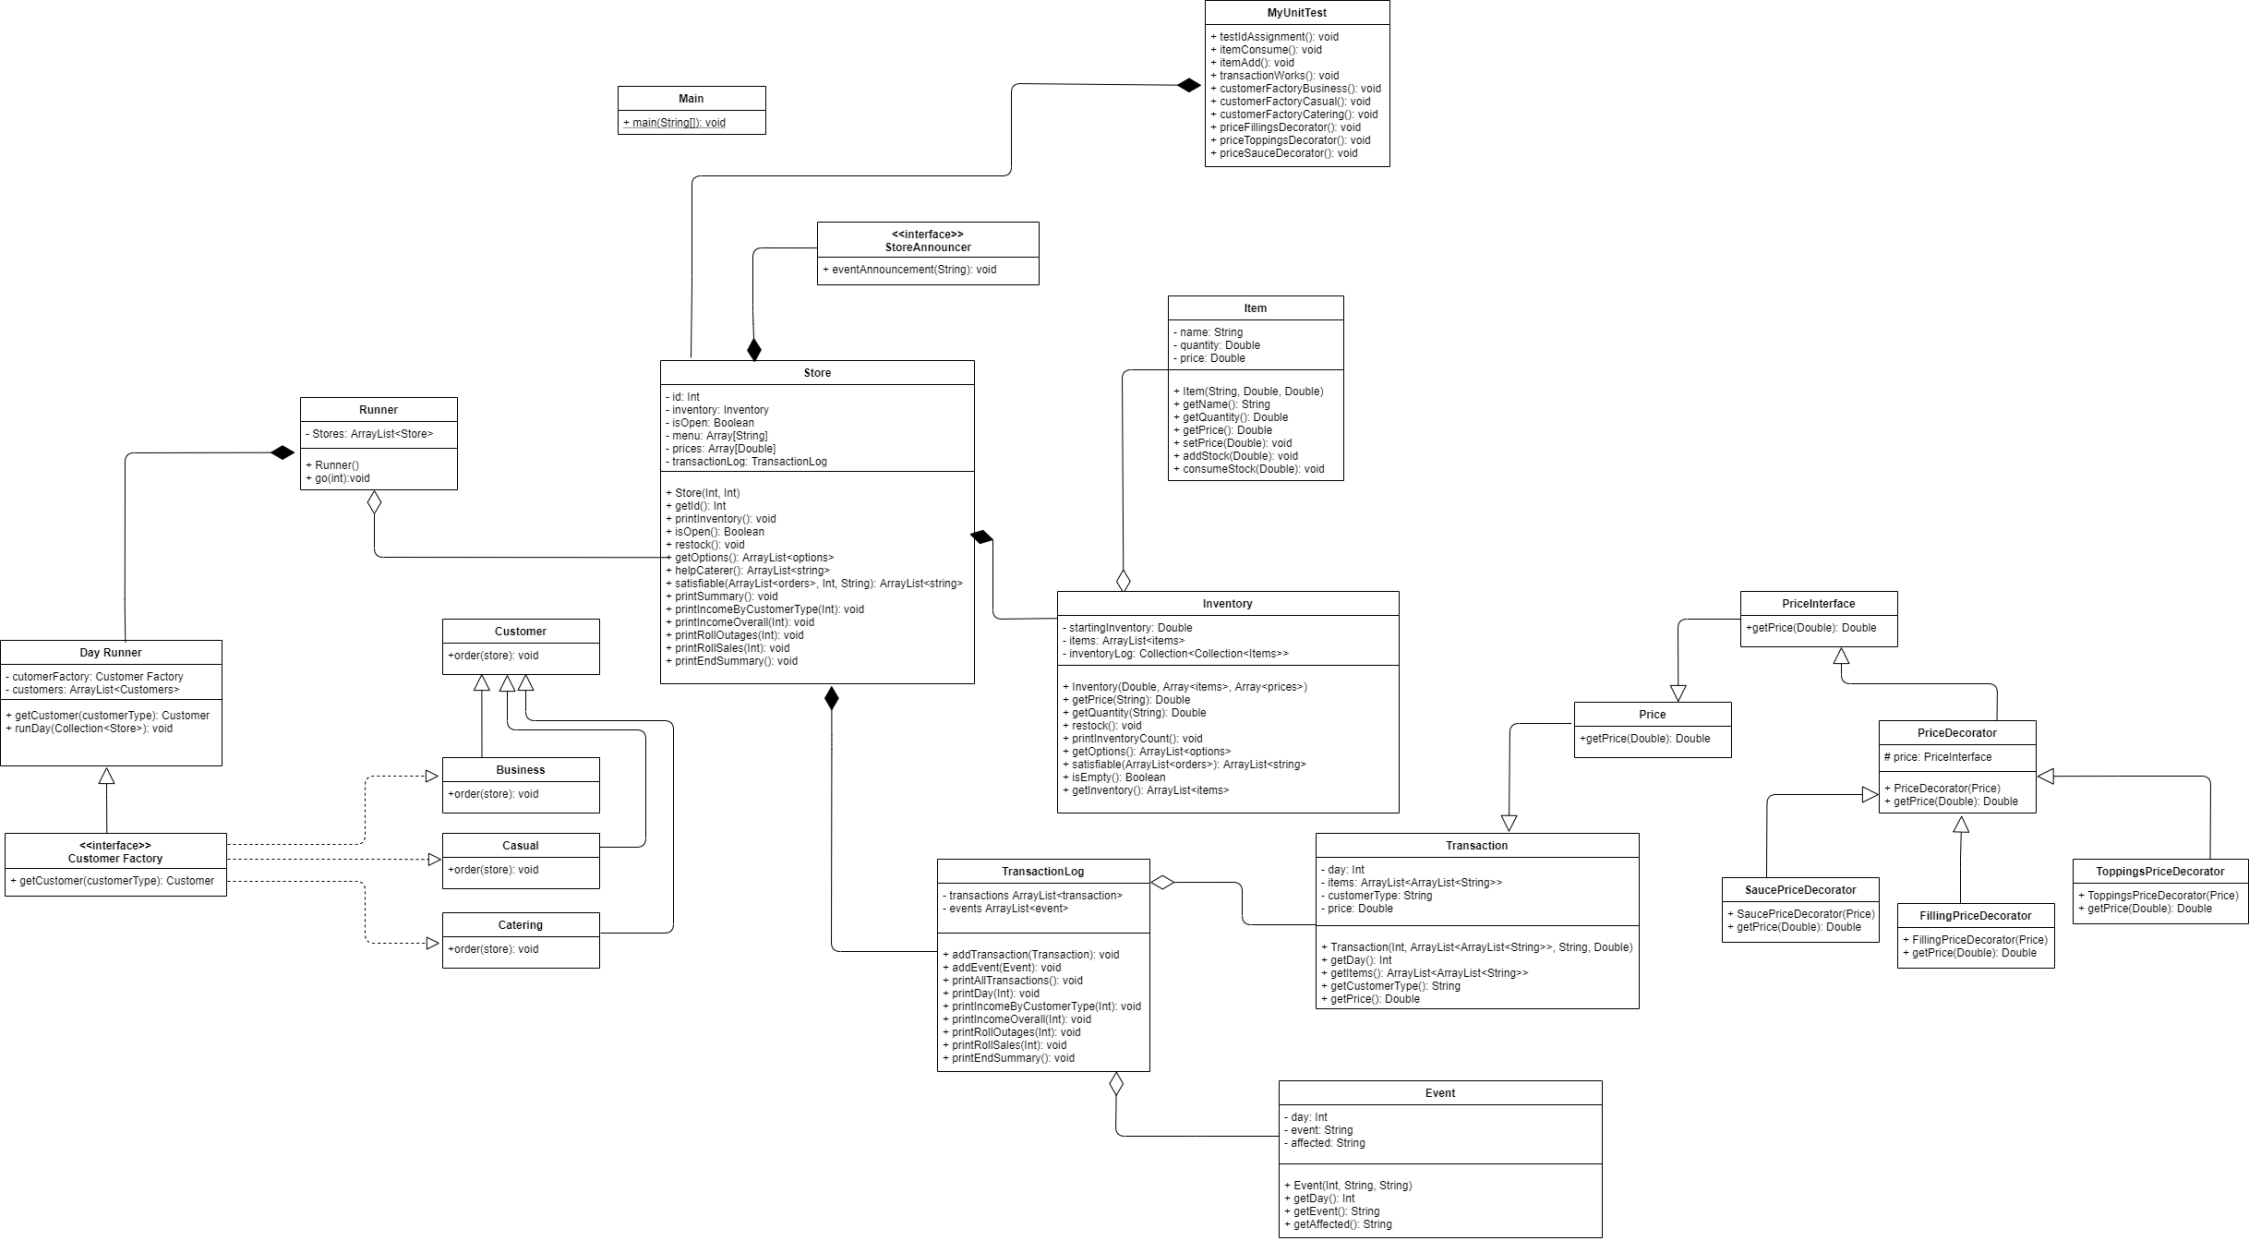 MyUnitTest
+ testIdAssignment(): void
+ itemConsume(): void
+ itemAdd(): void
+ transactionWorks(): void
+ customerFactoryBusiness(): void
+ customerFactoryCasual(): void
+ customerFactoryCatering(): void
+ priceFillingsDecorator(): void
+ priceToppingsDecorator(): void
+ priceSauceDecorator(): void
Main
+ main(String[]): void
<<interface>>
StoreAnnouncer
+ eventAnnouncement(String): void
Item
- name: String
- quantity: Double
- price: Double
+ Item(String, Double, Double)
+ getName(): String
+ getQuantity(): Double
+ getPrice(): Double
+ setPrice(Double): void
+ addStock(Double): void
+ consumeStock(Double): void
Store
- id: Int
- inventory: Inventory
- isOpen: Boolean
- menu: Array[String]
- prices: Array[Double]
- transactionLog: TransactionLog
+ Store(Int, Int)
+ getId(): Int
+ printInventory(): void
+ isOpen(): Boolean
+ restock(): void
+ getOptions(): ArrayList<options>
+ helpCaterer(): ArrayList<string>
+ satisfiable(ArrayList<orders>, Int, String): ArrayList<string>
+ printSummary(): void
+ printIncomeByCustomerType(Int): void
+ printIncomeOverall(Int): void
+ printRollOutages(Int): void
+ printRollSales(Int): void
+ printEndSummary(): void
Runner
- Stores: ArrayList<Store>
+ Runner()
+ go(int):void
Inventory
- startingInventory: Double
- items: ArrayList<items>
- inventoryLog: Collection<Collection<Items>>
+ Inventory(Double, Array<items>, Array<prices>)
+ getPrice(String): Double
+ getQuantity(String): Double
+ restock(): void
+ printInventoryCount(): void
+ getOptions(): ArrayList<options>
+ satisfiable(ArrayList<orders>): ArrayList<string>
+ isEmpty(): Boolean
+ getInventory(): ArrayList<items>
PriceInterface
+getPrice(Double): Double
Customer
+order(store): void
Day Runner
- cutomerFactory: Customer Factory
- customers: ArrayList<Customers>
+ getCustomer(customerType): Customer
+ runDay(Collection<Store>): void
Price
+getPrice(Double): Double
PriceDecorator
# price: PriceInterface
+ PriceDecorator(Price)
+ getPrice(Double): Double
Business
+order(store): void
<<interface>>
Customer Factory
+ getCustomer(customerType): Customer
Casual
+order(store): void
Catering
+order(store): void
TransactionLog
- transactions ArrayList<transaction>
- events ArrayList<event>
+ addTransaction(Transaction): void
+ addEvent(Event): void
+ printAllTransactions(): void
+ printDay(Int): void
+ printIncomeByCustomerType(Int): void
+ printIncomeOverall(Int): void
+ printRollOutages(Int): void
+ printRollSales(Int): void
+ printEndSummary(): void
Transaction
- day: Int
- items: ArrayList<ArrayList<String>>
- customerType: String
- price: Double
+ Transaction(Int, ArrayList<ArrayList<String>>, String, Double)
+ getDay(): Int
+ getItems(): ArrayList<ArrayList<String>>
+ getCustomerType(): String
+ getPrice(): Double
SaucePriceDecorator
+ SaucePriceDecorator(Price)
+ getPrice(Double): Double
FillingPriceDecorator
+ FillingPriceDecorator(Price)
+ getPrice(Double): Double
ToppingsPriceDecorator
+ ToppingsPriceDecorator(Price)
+ getPrice(Double): Double
Event
- day: Int
- event: String
- affected: String
+ Event(Int, String, String)
+ getDay(): Int
+ getEvent(): String
+ getAffected(): String